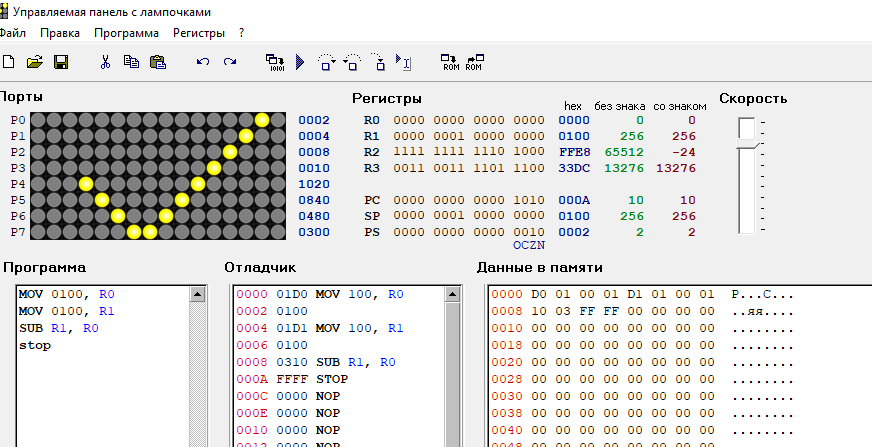 Управляемая панель с лампочками
Файл Правка Программа Регистры ?
ROM ROM
Порты Регистры hex без знака со знаком Скорость
P0 0002 R0 0000 0000 0000 0000 0000 0 0
P1 0004 R1 0000 0001 0000 0000 0100 256 256
P2 0008 R2 1111 1111 1110 1000 FFE8 65512 -24
P3 0010 R3 0011 0011 1101 1100 33DC 13276 13276
P4 1020
P5 0840 PC 0000 0000 0000 1010 000A 10 10
P6 0480 SP 0000 0001 0000 0000 0100 256 256
P7 0300 PS 0000 0000 0000 0010 0002 2 2
OCZN
Программа Отладчик Данные в памяти
MOV 0100, R0
MOV 0100, R1
SUB R1, R0
stop
0000 01D0 MOV 100, R0
0002 0100
0004 01D1 MOV 100, R1
0006 0100
0008 0310 SUB R1, R0
000A FFFF STOP
000C 0000 NOP
000E 0000 NOP
0010 0000 NOP
0012 0000 NOP
0000 D0 01 00 01 D1 01 00 01 Р...С...
0008 10 03 FF FF 00 00 00 00 ..яя....
0010 00 00 00 00 00 00 00 00 ........
0018 00 00 00 00 00 00 00 00 ........
0020 00 00 00 00 00 00 00 00 ........
0028 00 00 00 00 00 00 00 00 ........
0030 00 00 00 00 00 00 00 00 ........
0038 00 00 00 00 00 00 00 00 ........
0040 00 00 00 00 00 00 00 00 ........